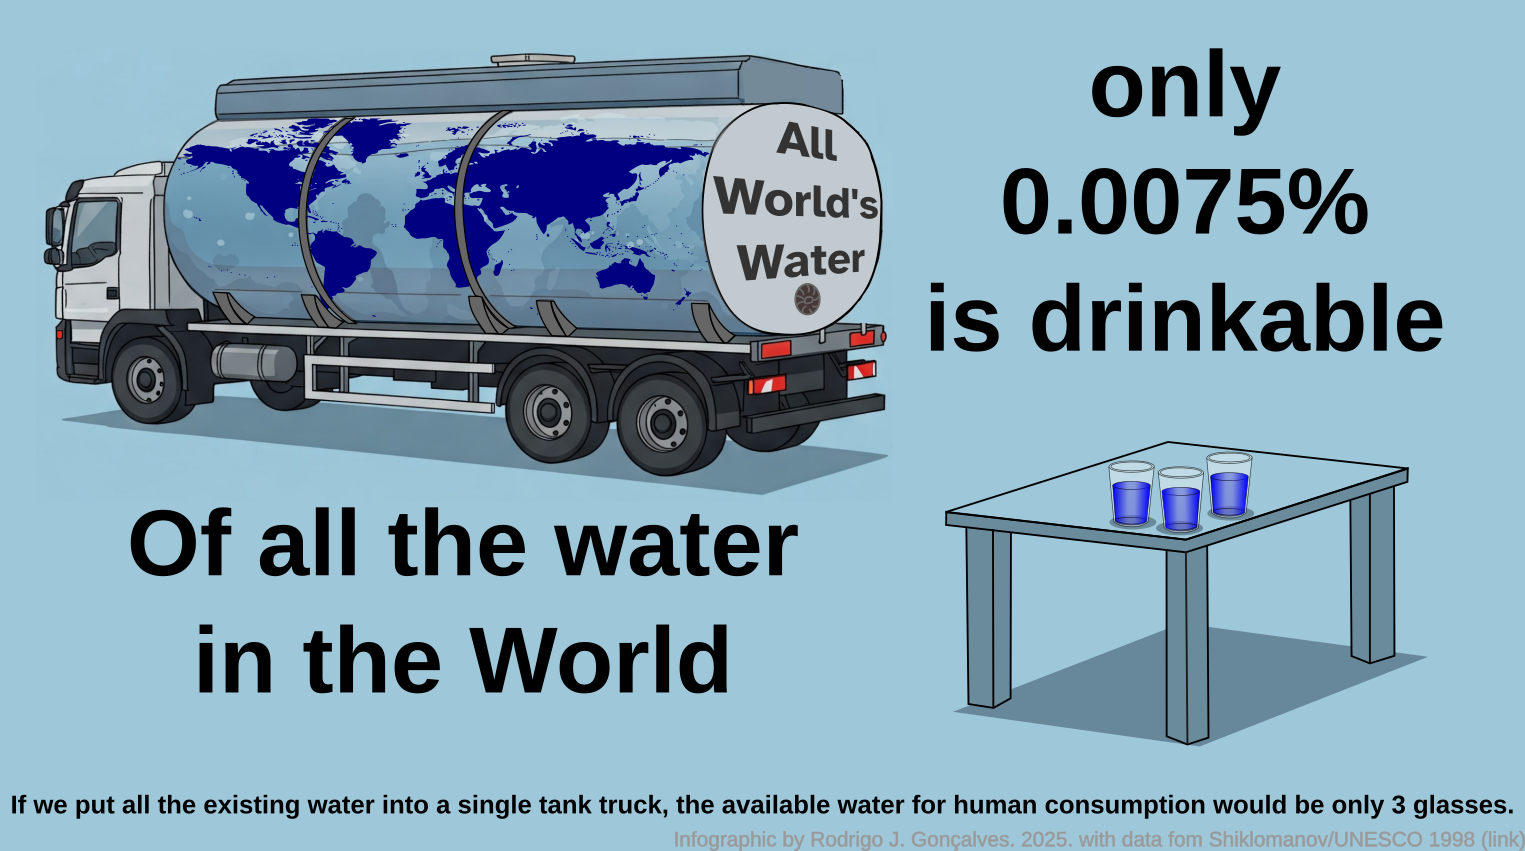 All
World's
Water
Of all the water
in the World
only
0.0075%
is drinkable
If we put all the existing water into a single tank truck, the available water for human consumption would be only 3 glasses.
Infographic by Rodrigo J. Gonçalves. 2025. with data fom Shiklomanov/UNESCO 1998 (link)